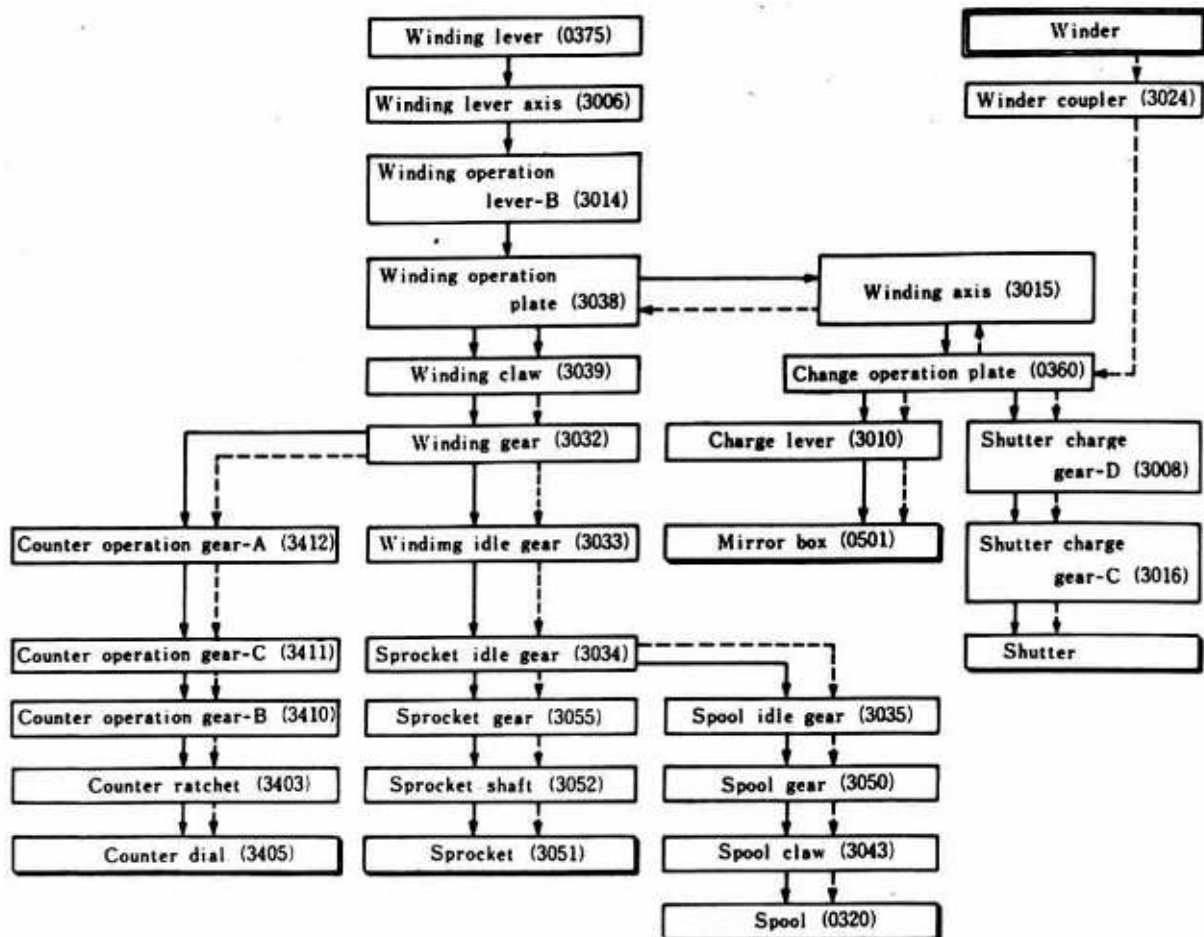 Winding lever (0375)
Winder
Winding lever axis (3006)
Winder coupler (3024)
Winding operation
lever-B (3014)
Winding operation
plate (3038)
Winding axis (3015)
Winding claw (3039)
Change operation plate (0360)
Winding gear (3032)
Charge lever (3010)
Shutter charge
gear-D (3008)
Counter operation gear-A (3412)
Windimg idle gear (3033)
Mirror box (0501)
Shutter charge
gear-C (3016)
Counter operation gear-C (3411)
Sprocket idle gear (3034)
Shutter
Counter operation gear-B (3410)
Sprocket gear (3055)
Spool idle gear (3035)
Counter ratchet (3403)
Sprocket shaft (3052)
Spool gear (3050)
Counter dial (3405)
Sprocket (3051)
Spool claw (3043)
Spool (0320)